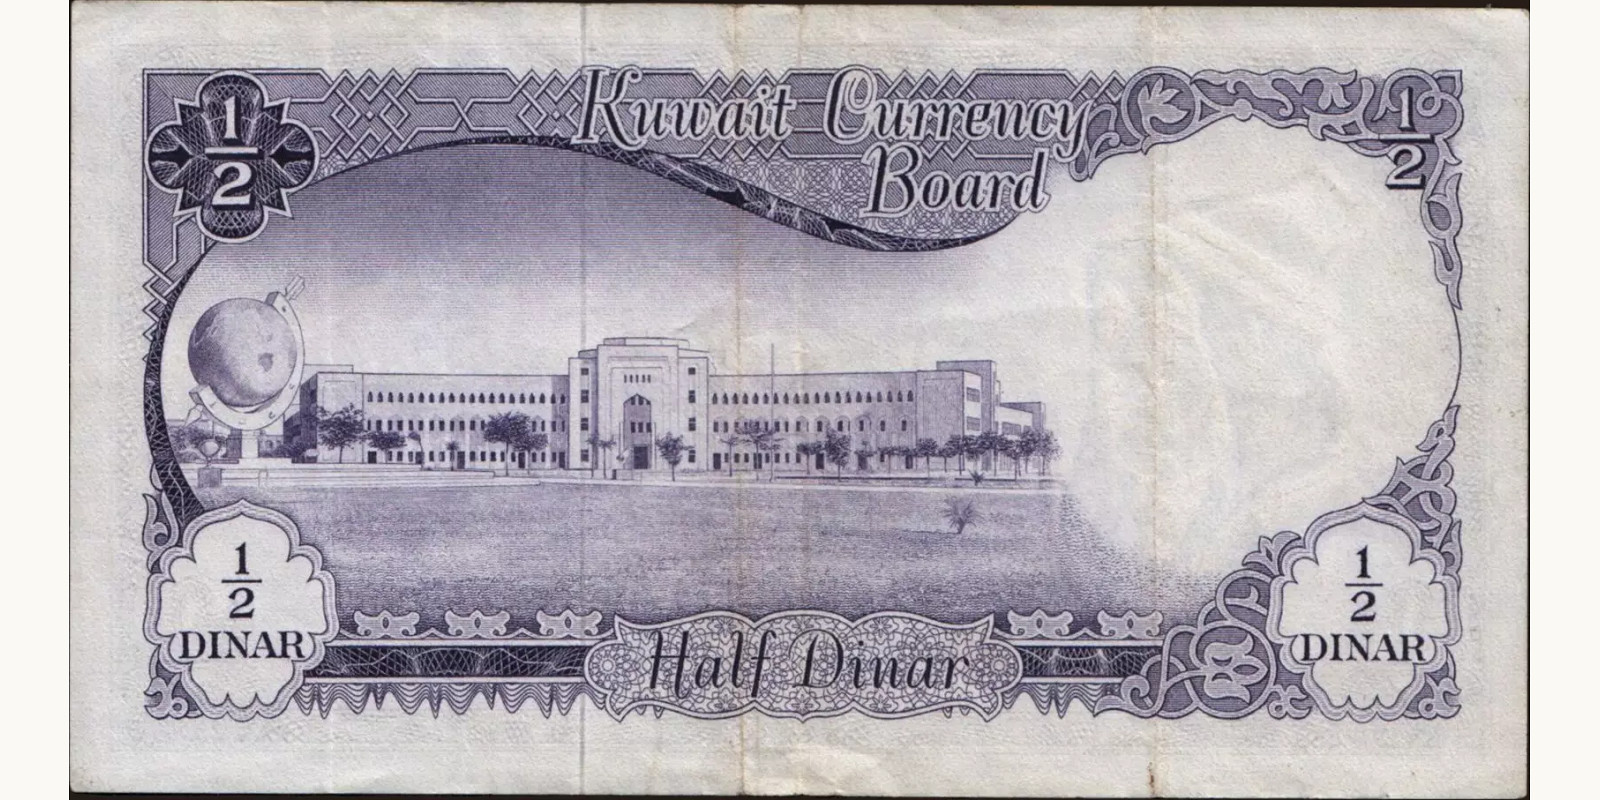 1/2
Kuwait Currency
Board
1/2
1/2
DINAR
Half Dinar
1/2
DINAR